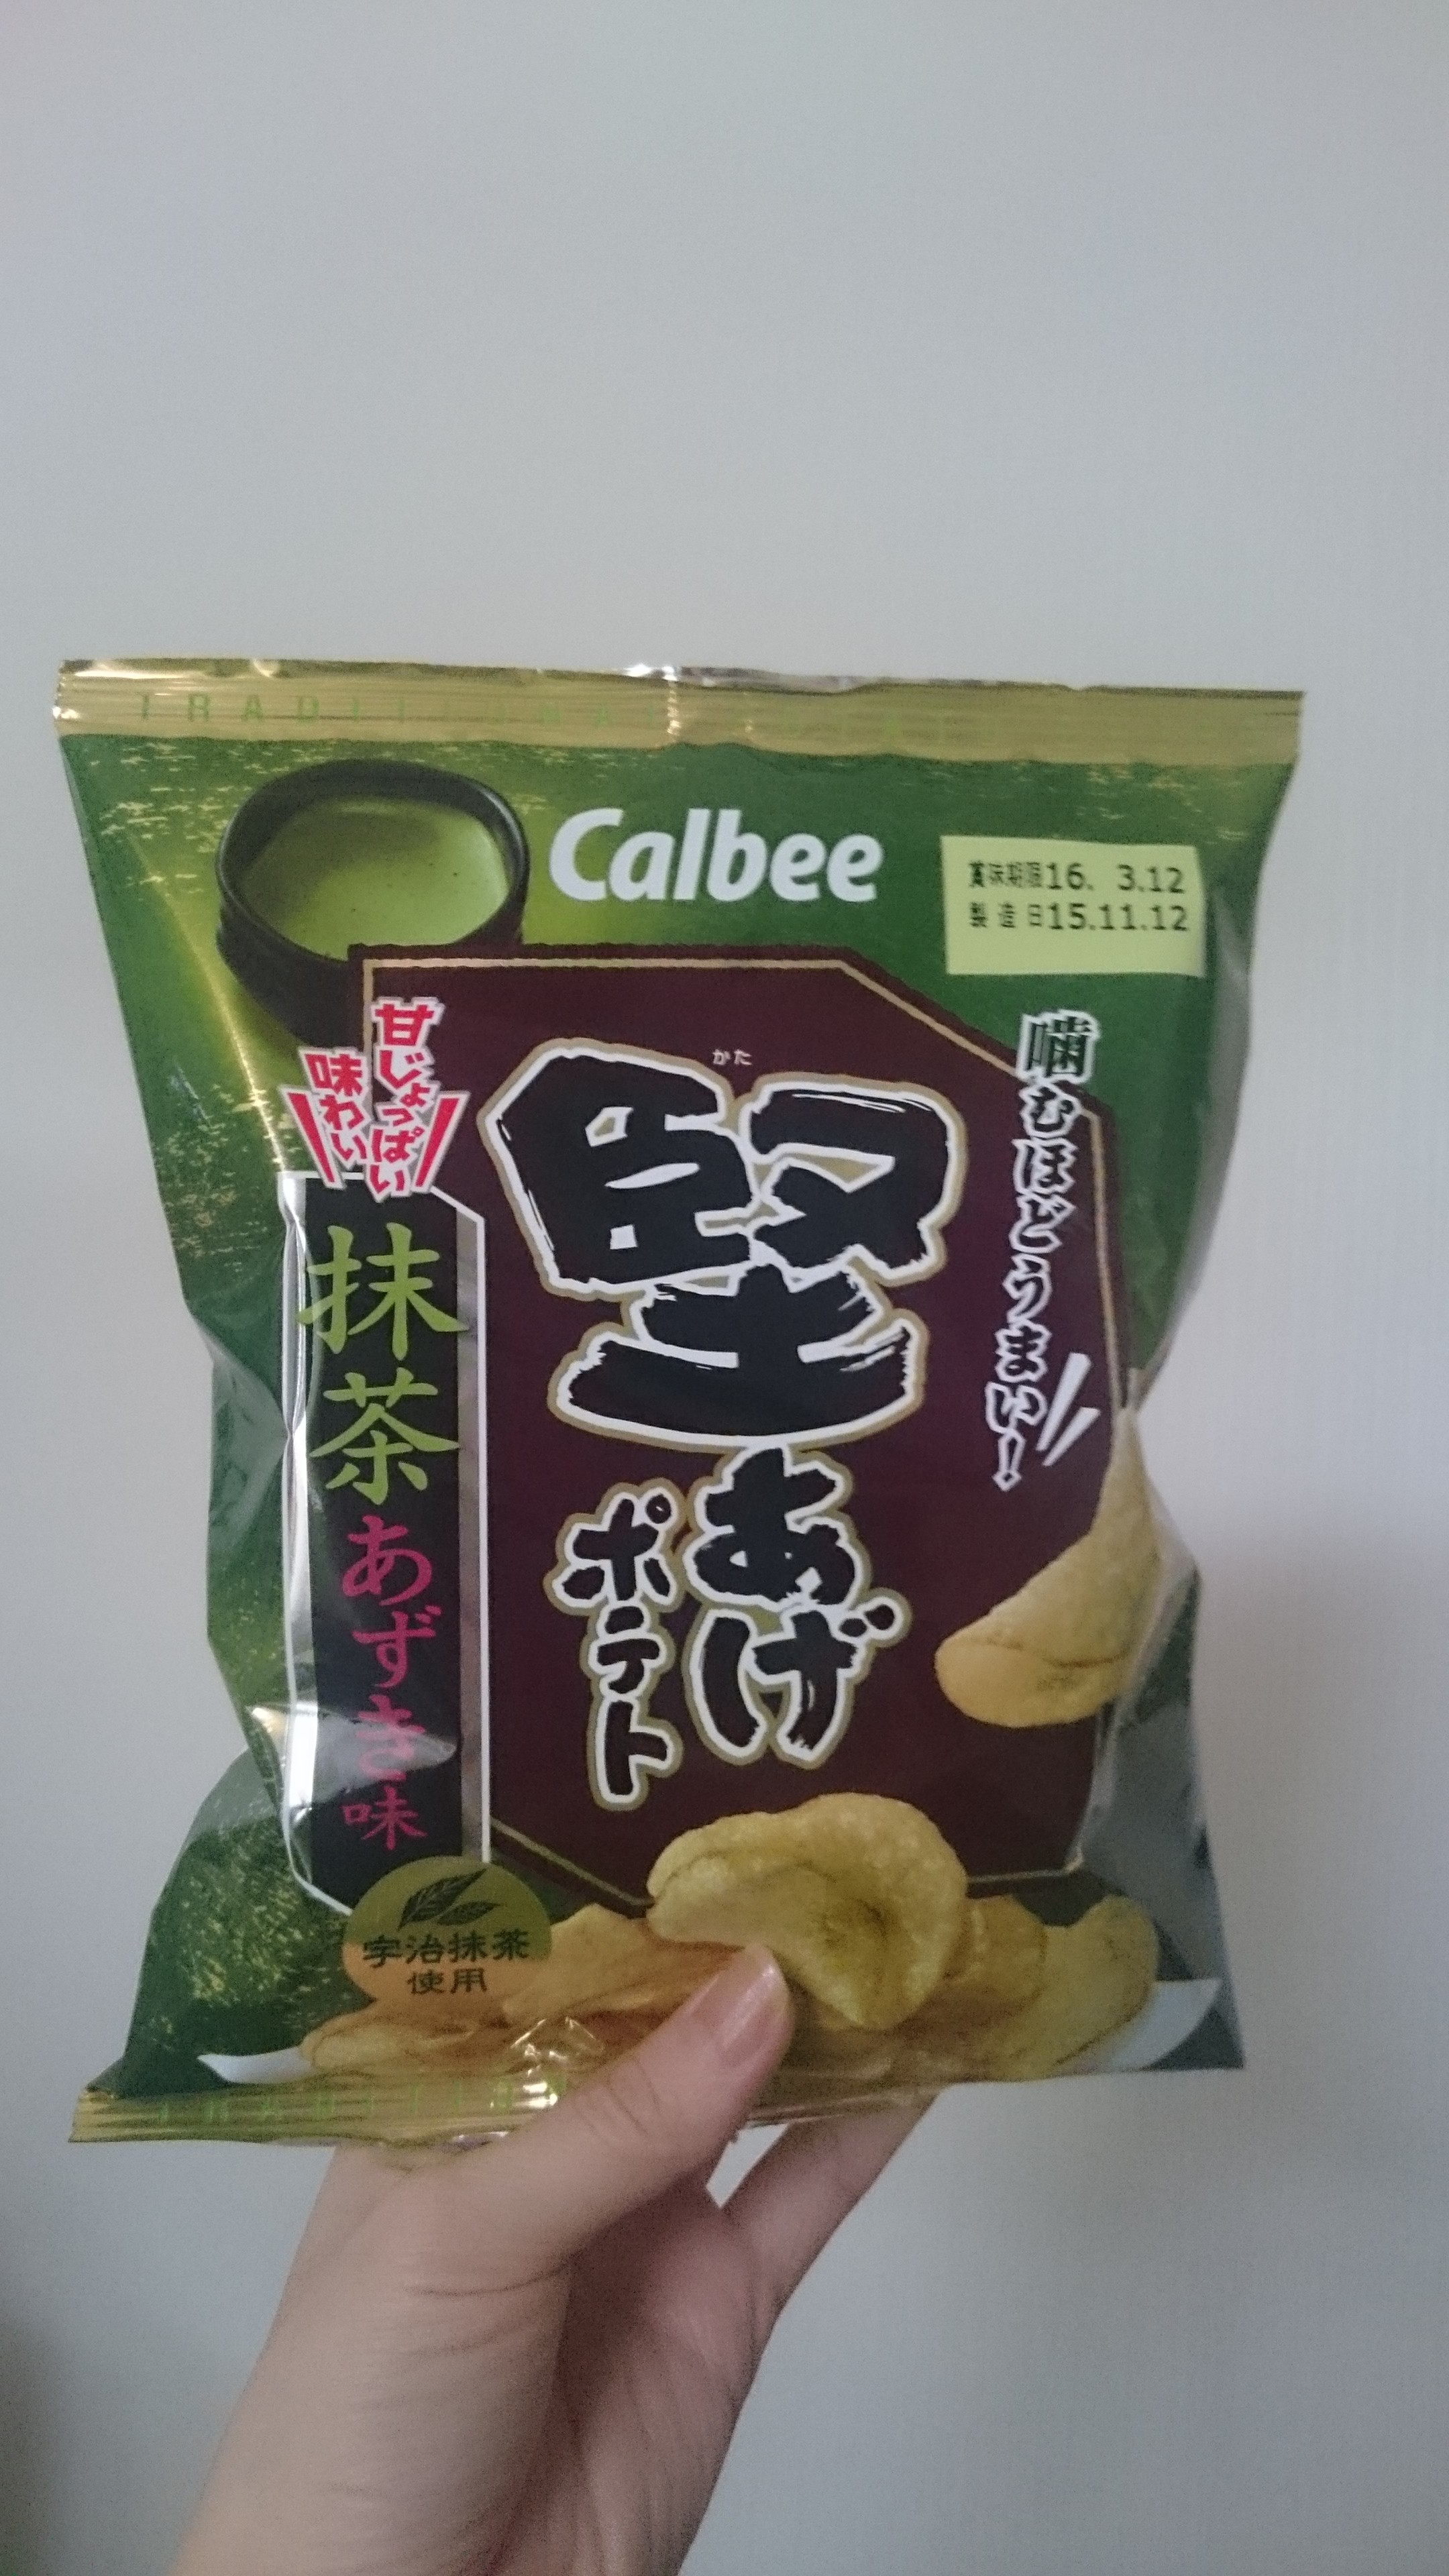 TRADITIONAL
Calbee
賞味期限16. 3.12
製造日15.11.12
噛むほどうまい!
かた
堅あげ
ポテト
甘じょっぱい
味わい
抹茶あずき味
宇治抹茶
使用
TRADITION